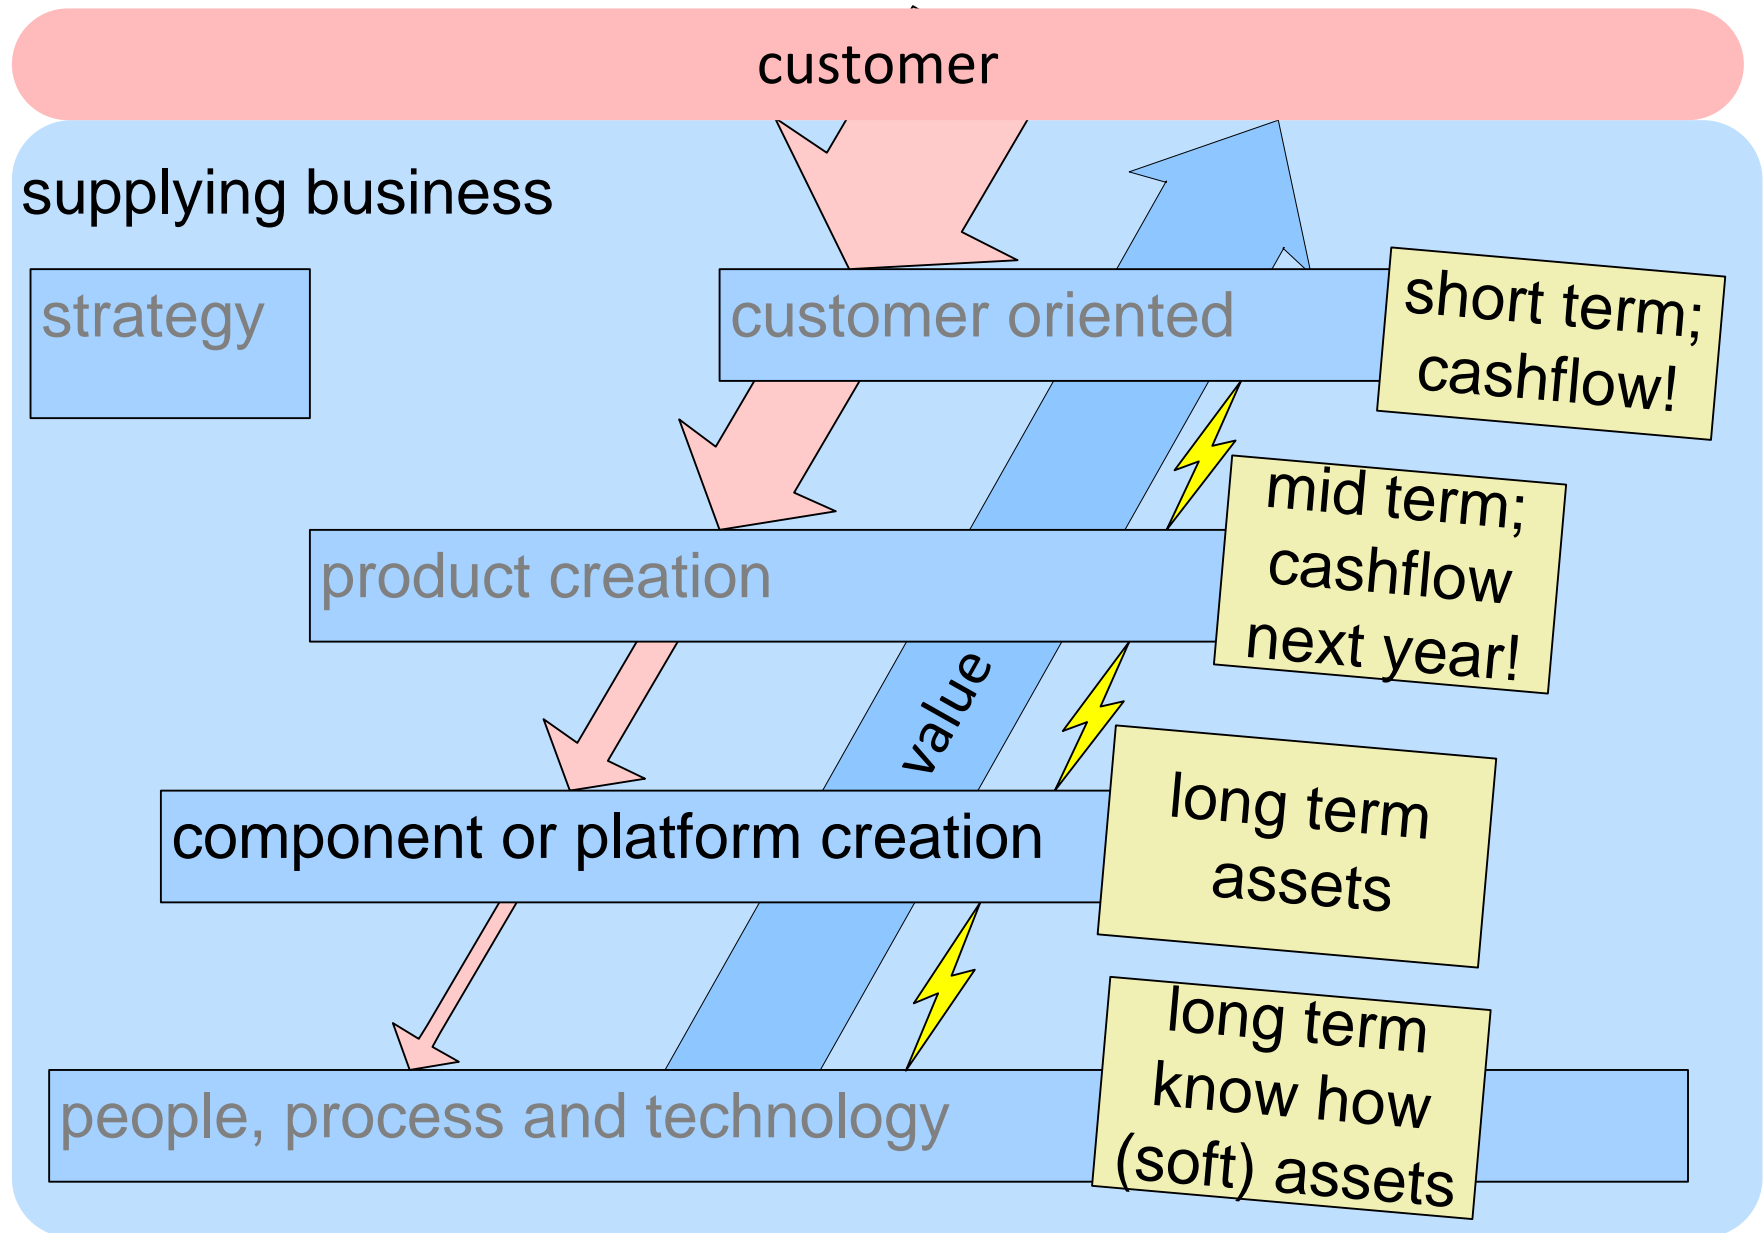 customer
supplying business
strategy
customer oriented
short term;
cashflow!
product creation
mid term;
cashflow
next year!
value
component or platform creation
long term
assets
people, process and technology
long term
know how
(soft) assets